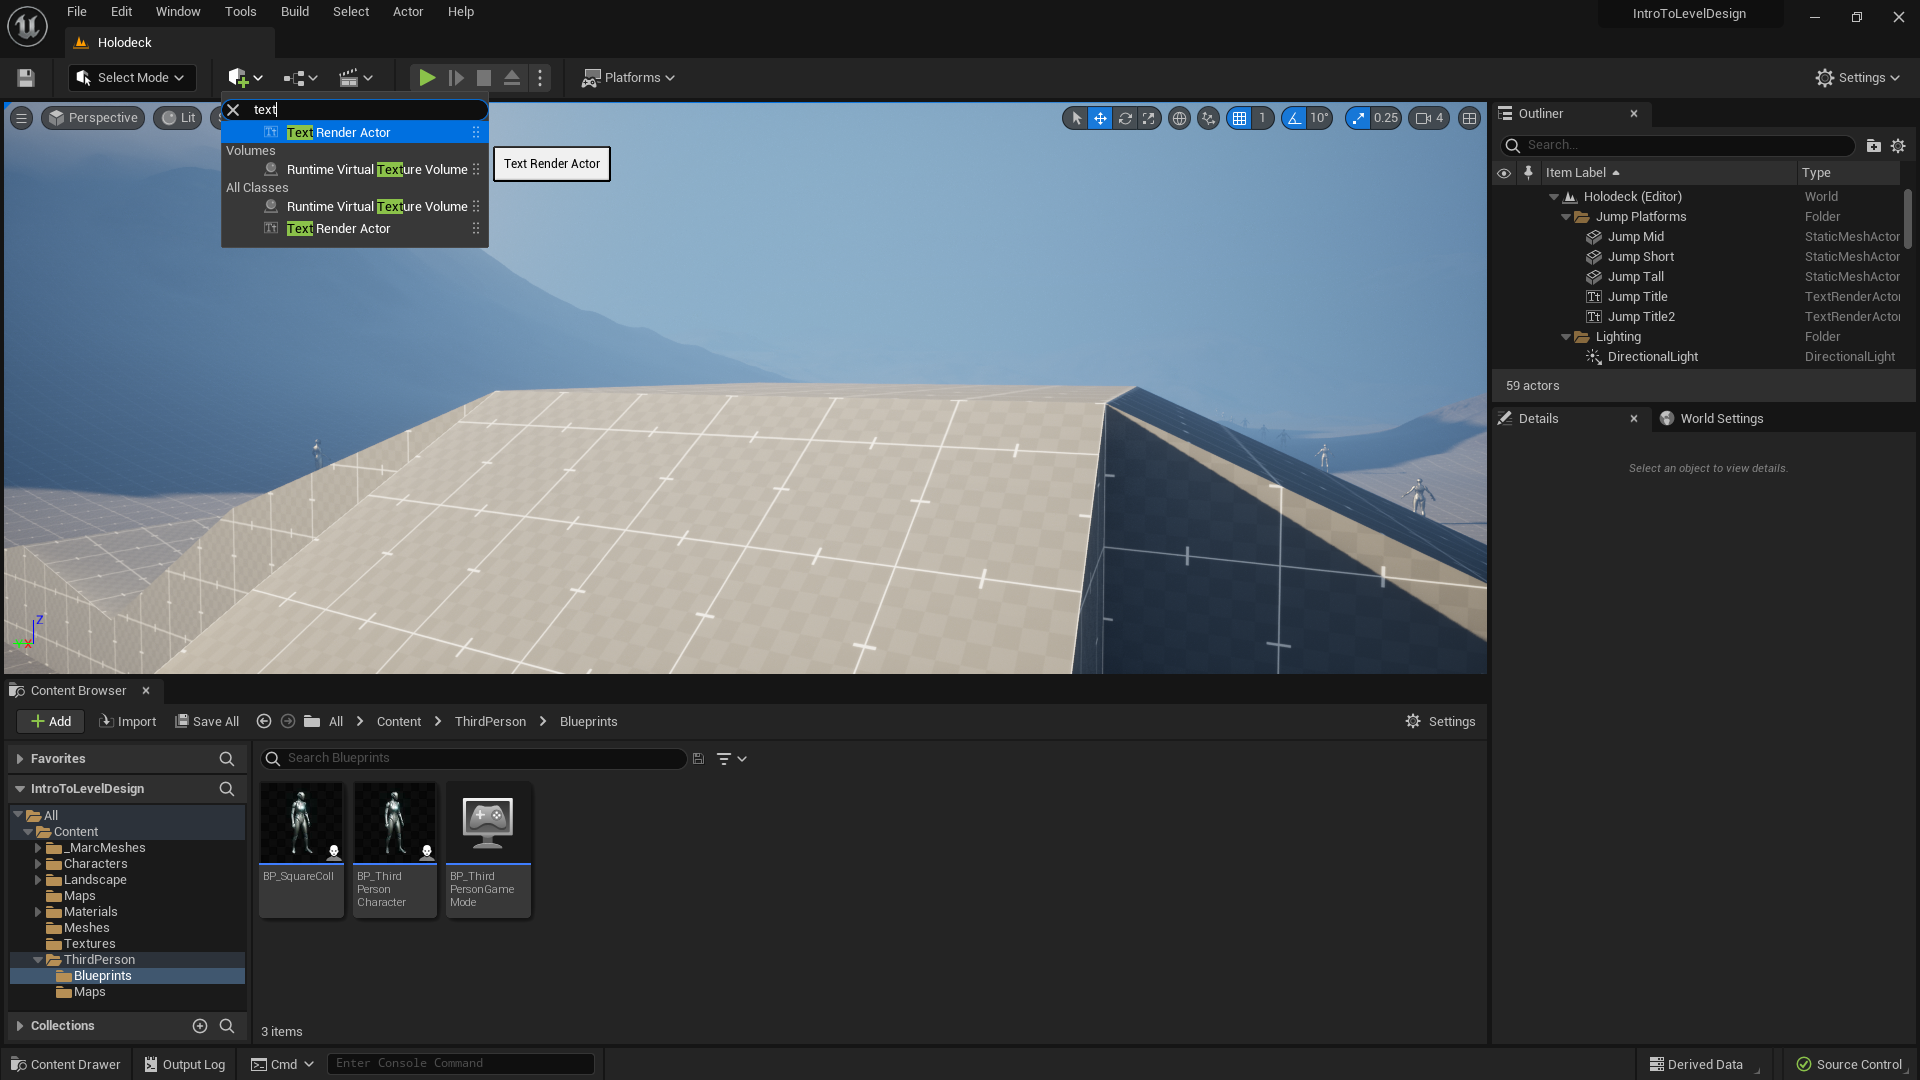 File Edit Window Tools Build Select Actor Help
IntroToLevelDesign
Holodeck
Select Mode
Platforms
Settings
text
Perspective
Lit
1
10°
0.25
4
Text Render Actor
Volumes
Runtime Virtual Texture Volume
All Classes
Runtime Virtual Texture Volume
Text Render Actor
Text Render Actor
Z
Y X
Outliner
Search...
Item Label Type
Holodeck (Editor) World
Jump Platforms Folder
Jump Mid StaticMeshActor
Jump Short StaticMeshActor
Jump Tall StaticMeshActor
Jump Title TextRenderActor
Jump Title2 TextRenderActor
Lighting Folder
DirectionalLight DirectionalLight
59 actors
Details
World Settings
Select an object to view details.
Content Browser
Add Import Save All All Content ThirdPerson Blueprints Settings
Favorites
IntroToLevelDesign
All
Content
_MarcMeshes
Characters
Landscape
Maps
Materials
Meshes
Textures
ThirdPerson
Blueprints
Maps
Collections
Search Blueprints
BP_SquareColl
BP_Third
Person
Character
BP_Third
PersonGame
Mode
3 items
Content Drawer Output Log Cmd Enter Console Command Derived Data Source Control